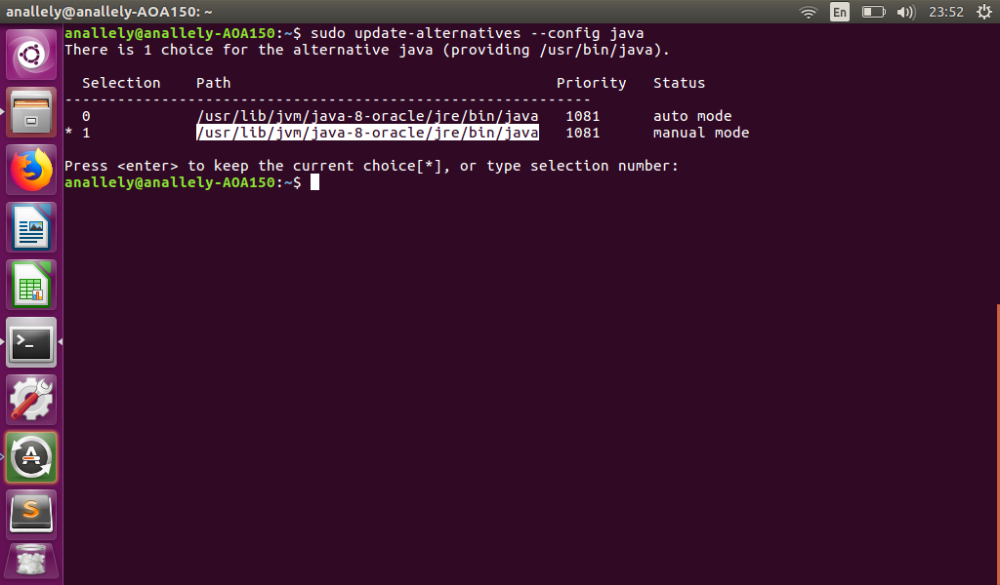 anallely@anallely-AOA150: ~
En
23:52
anallely@anallely-AOA150:~$ sudo update-alternatives --config java
There is 1 choice for the alternative java (providing /usr/bin/java).
  Selection    Path                                     Priority   Status
------------------------------------------------------------
  0            /usr/lib/jvm/java-8-oracle/jre/bin/java   1081      auto mode
* 1            /usr/lib/jvm/java-8-oracle/jre/bin/java   1081      manual mode
Press <enter> to keep the current choice[*], or type selection number:
anallely@anallely-AOA150:~$